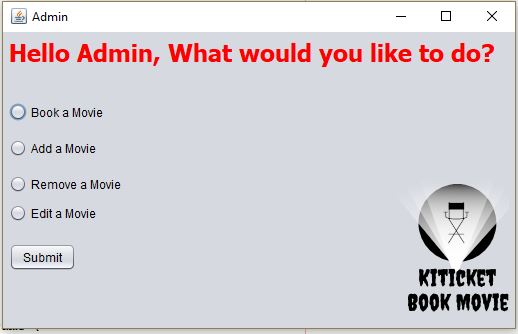 Admin
Hello Admin, What would you like to do?
Book a Movie
Add a Movie
Remove a Movie
Edit a Movie
Submit
KITICKET
BOOK MOVIE